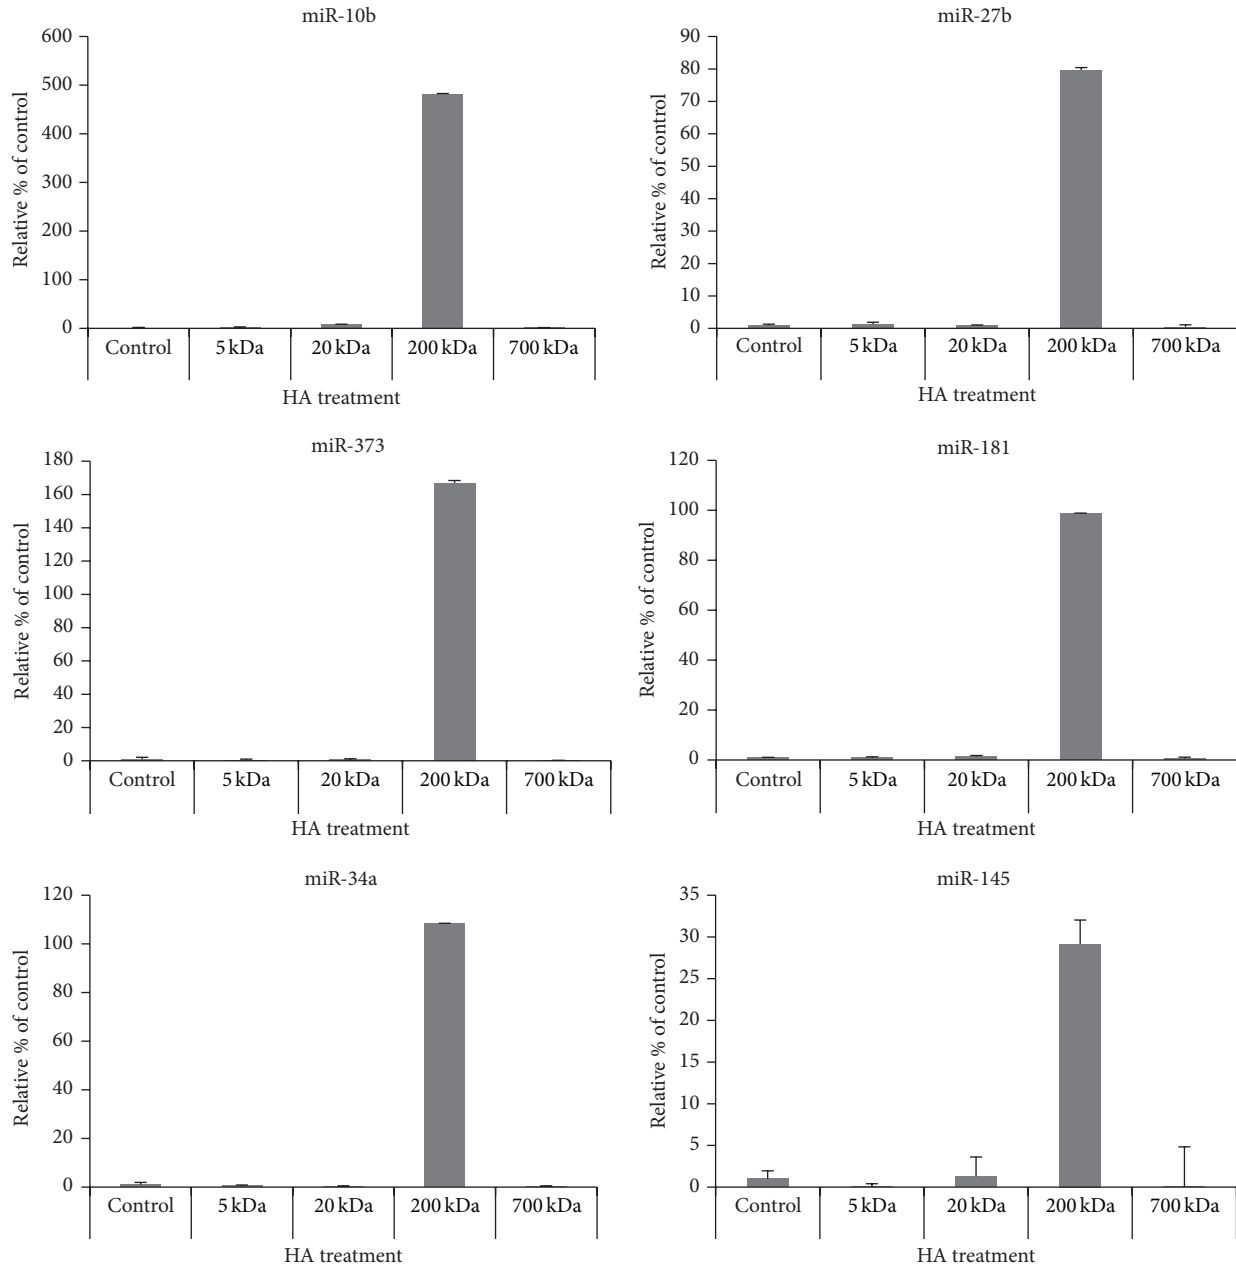 miR-10b
600
500
400
300
200
100
0
Relative % of control
Control 5 kDa 20 kDa 200 kDa 700 kDa
HA treatment
miR-27b
90
80
70
60
50
40
30
20
10
0
Relative % of control
Control 5 kDa 20 kDa 200 kDa 700 kDa
HA treatment
miR-373
180
160
140
120
100
80
60
40
20
0
Relative % of control
Control 5 kDa 20 kDa 200 kDa 700 kDa
HA treatment
miR-181
120
100
80
60
40
20
0
Relative % of control
Control 5 kDa 20 kDa 200 kDa 700 kDa
HA treatment
miR-34a
120
100
80
60
40
20
0
Relative % of control
Control 5 kDa 20 kDa 200 kDa 700 kDa
HA treatment
miR-145
35
30
25
20
15
10
5
0
Relative % of control
Control 5 kDa 20 kDa 200 kDa 700 kDa
HA treatment